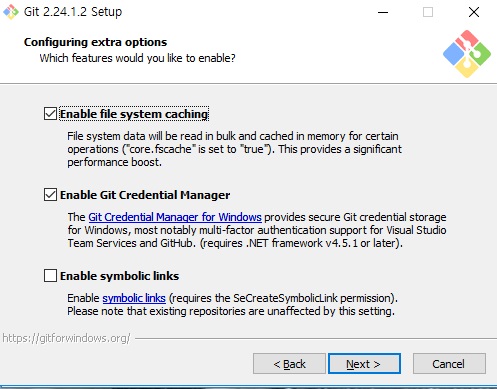 Git 2.24.1.2 Setup
Configuring extra options
Which features would you like to enable?
Enable file system caching
File system data will be read in bulk and cached in memory for certain
operations ("core.fscache" is set to "true"). This provides a significant
performance boost.
Enable Git Credential Manager
The Git Credential Manager for Windows provides secure Git credential storage
for Windows, most notably multi-factor authentication support for Visual Studio
Team Services and GitHub. (requires .NET framework v4.5.1 or later).
Enable symbolic links
Enable symbolic links (requires the SeCreateSymbolicLink permission).
Please note that existing repositories are unaffected by this setting.
https://gitforwindows.org/
< Back Next > Cancel